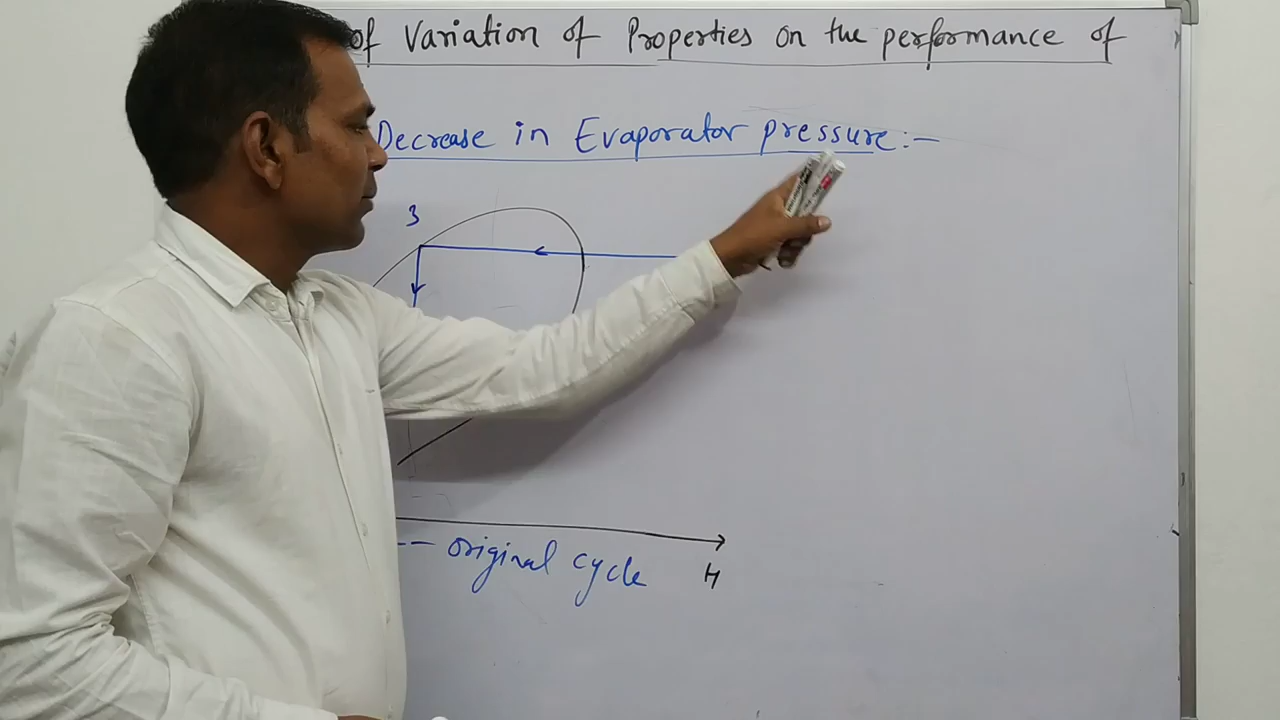 of Variation of Properties on the performance of
Decrease in Evaporator pressure:-
3
-- original cycle
H